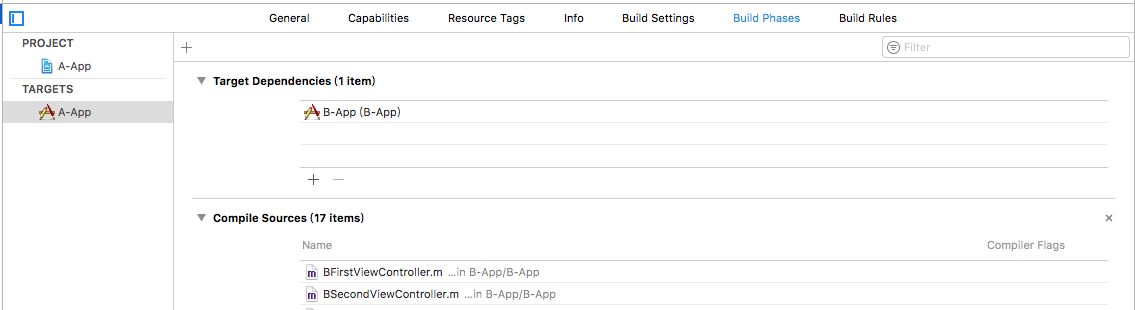 General Capabilities Resource Tags Info Build Settings Build Phases Build Rules
PROJECT
A-App
TARGETS
A-App
Filter
Target Dependencies (1 item)
B-App (B-App)
Compile Sources (17 items)
Name Compiler Flags
BFirstViewController.m ...in B-App/B-App
BSecondViewController.m ...in B-App/B-App